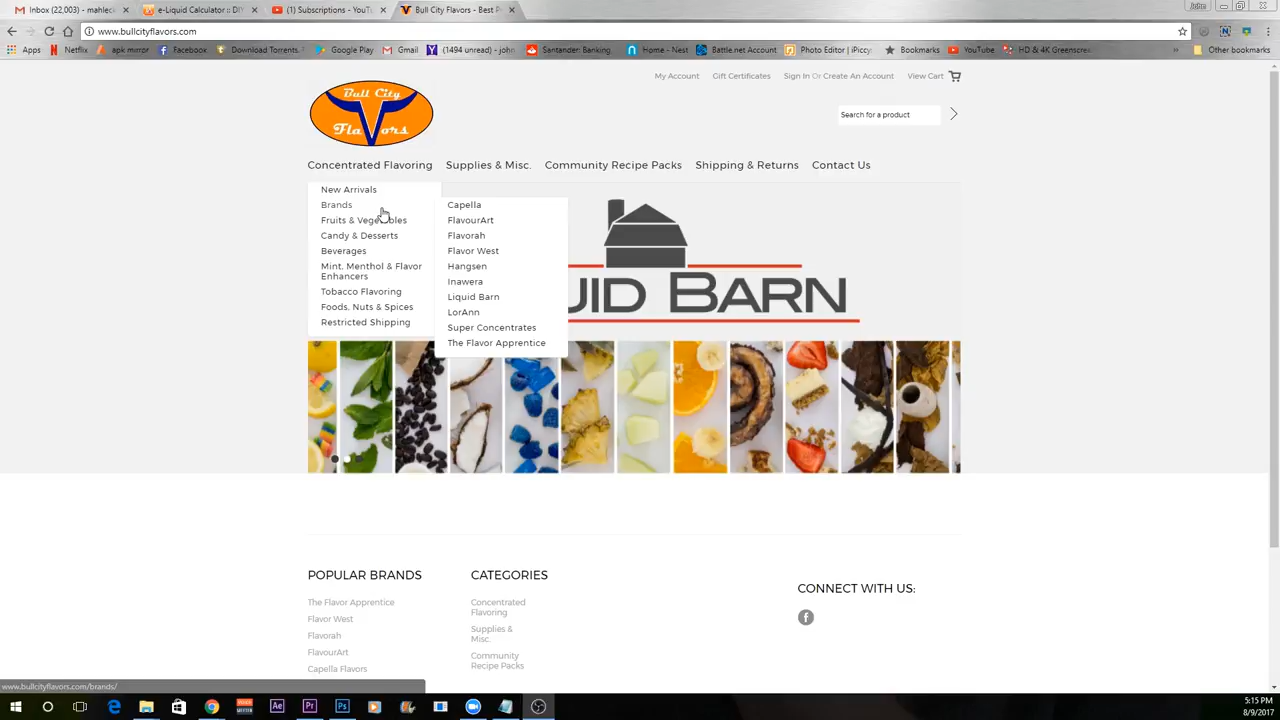 Inbox (22,003) - mahlec
e-Liquid Calculator :: DIY
(1) Subscriptions - YouTu
Bull City Flavors - Best P
www.bullcityflavors.com
Apps
Netflix
apk mirror
Facebook
Download Torrents.
Google Play
Gmail
(1494 unread) - john
Santander: Banking.
Home - Nest
Battle.net Account
Photo Editor | iPiccy
Bookmarks
YouTube
HD & 4K Greenscre
»
Other bookmarks
My Account
Gift Certificates
Sign In Or Create An Account
View Cart
Bull City
Flavors
Search for a product
Concentrated Flavoring
Supplies & Misc.
Community Recipe Packs
Shipping & Returns
Contact Us
New Arrivals
Brands
Fruits & Vegetables
Candy & Desserts
Beverages
Mint, Menthol & Flavor
Enhancers
Tobacco Flavoring
Foods, Nuts & Spices
Restricted Shipping
Capella
FlavourArt
Flavorah
Flavor West
Hangsen
Inawera
Liquid Barn
LorAnn
Super Concentrates
The Flavor Apprentice
UID BARN
POPULAR BRANDS
The Flavor Apprentice
Flavor West
Flavorah
FlavourArt
Capella Flavors
CATEGORIES
Concentrated
Flavoring
Supplies &
Misc.
Community
Recipe Packs
CONNECT WITH US:
www.bullcityflavors.com/brands/
5:15 PM
8/9/2017